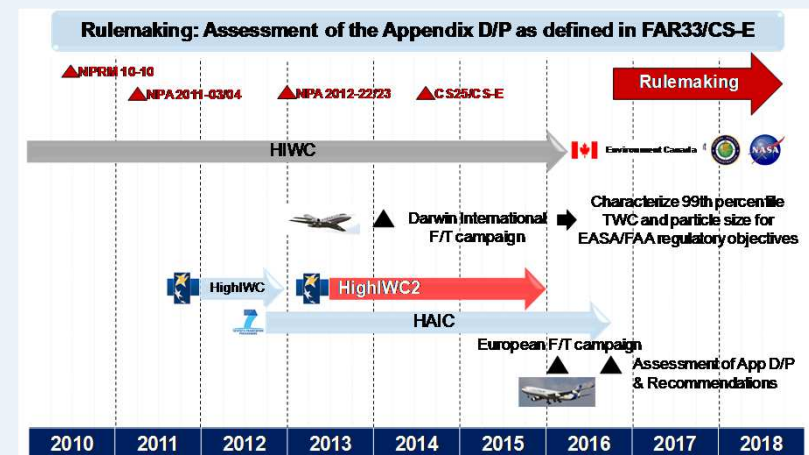 Rulemaking: Assessment of the Appendix D/P as defined in FAR33/CS-E
NPRM 10-10
NPA 2011-03/04
NPA 2012-22/23
CS25/CS-E
Rulemaking
HIWC
Environment Canada
NASA
Darwin International
F/T campaign
Characterize 99th percentile
TWC and particle size for
EASA/FAA regulatory objectives
HighIWC
HighIWC2
HAIC
European F/T campaign
Assessment of App D/P
& Recommendations
2010 2011 2012 2013 2014 2015 2016 2017 2018